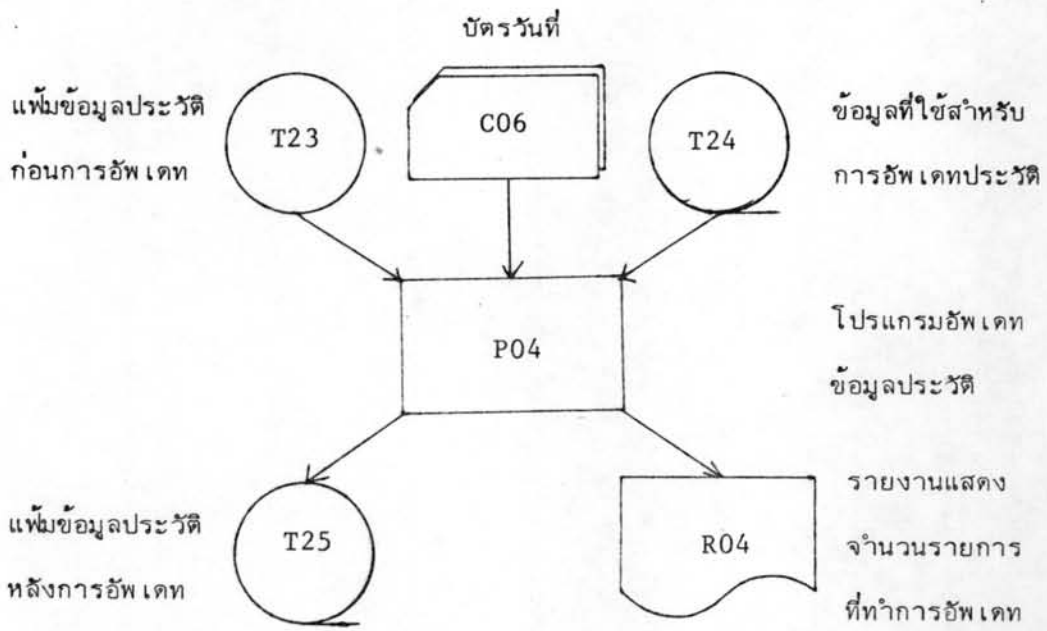 บัตรวันที่
แฟ้มข้อมูลประวัติ
ก่อนการอัพเดท
T23
C06
T24
ข้อมูลที่ใช้สำหรับ
การอัพเดทประวัติ
P04
โปรแกรมอัพเดท
ข้อมูลประวัติ
แฟ้มข้อมูลประวัติ
หลังการอัพเดท
T25
R04
รายงานแสดง
จำนวนรายการ
ที่ทำการอัพเดท